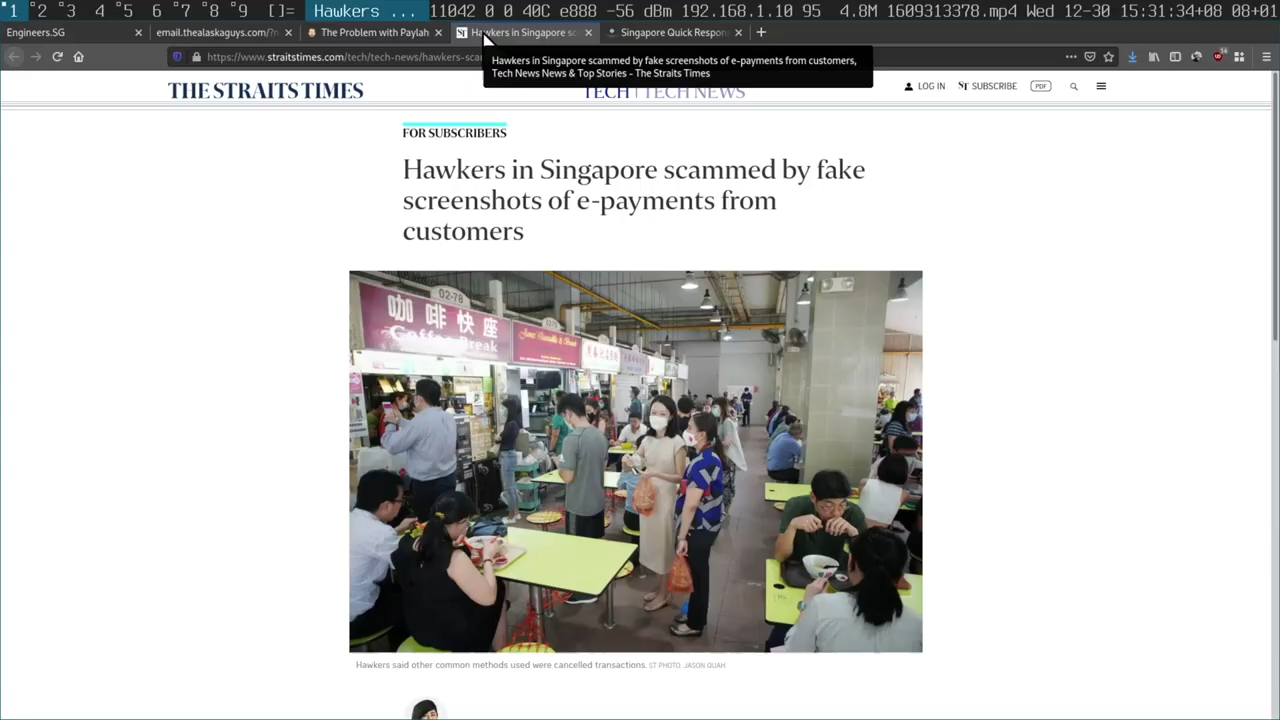 1 2 3 4 5 6 7 8 9 []= Hawkers ... 11042 0 0 40C e888 -56 dBm 192.168.1.10 95 4.8M 1609313378.mp4 Wed 12-30 15:31:34+08 08+01
Engineers.SG
email.thealaskaguys.com/?n
The Problem with Paylah
Hawkers in Singapore sc
Singapore Quick Respon
https://www.straitstimes.com/tech/tech-news/hawkers-sca
Hawkers in Singapore scammed by fake screenshots of e-payments from customers,
Tech News News & Top Stories - The Straits Times
THE STRAITS TIMES
TECH | TECH NEWS
LOG IN
ST SUBSCRIBE
PDF
FOR SUBSCRIBERS
Hawkers in Singapore scammed by fake
screenshots of e-payments from
customers
02-76
咖啡快座
Coffee Break
Hawkers said other common methods used were cancelled transactions. ST PHOTO: JASON QUAH